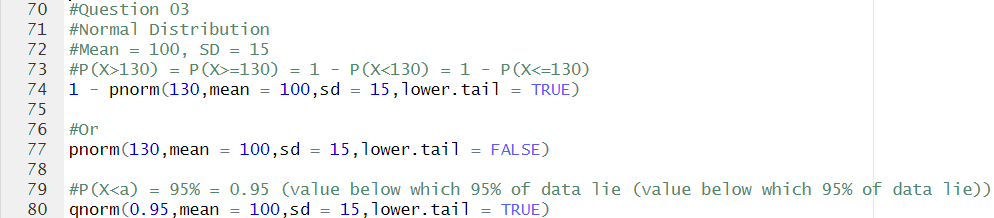 70 #Question 03
71 #Normal Distribution
72 #Mean = 100, SD = 15
73 #P(X>130) = P(X>=130) = 1 - P(X<130) = 1 - P(X<=130)
74 1 - pnorm(130,mean = 100,sd = 15,lower.tail = TRUE)
75
76 #Or
77 pnorm(130,mean = 100,sd = 15,lower.tail = FALSE)
78
79 #P(X<a) = 95% = 0.95 (value below which 95% of data lie (value below which 95% of data lie))
80 qnorm(0.95,mean = 100,sd = 15,lower.tail = TRUE)